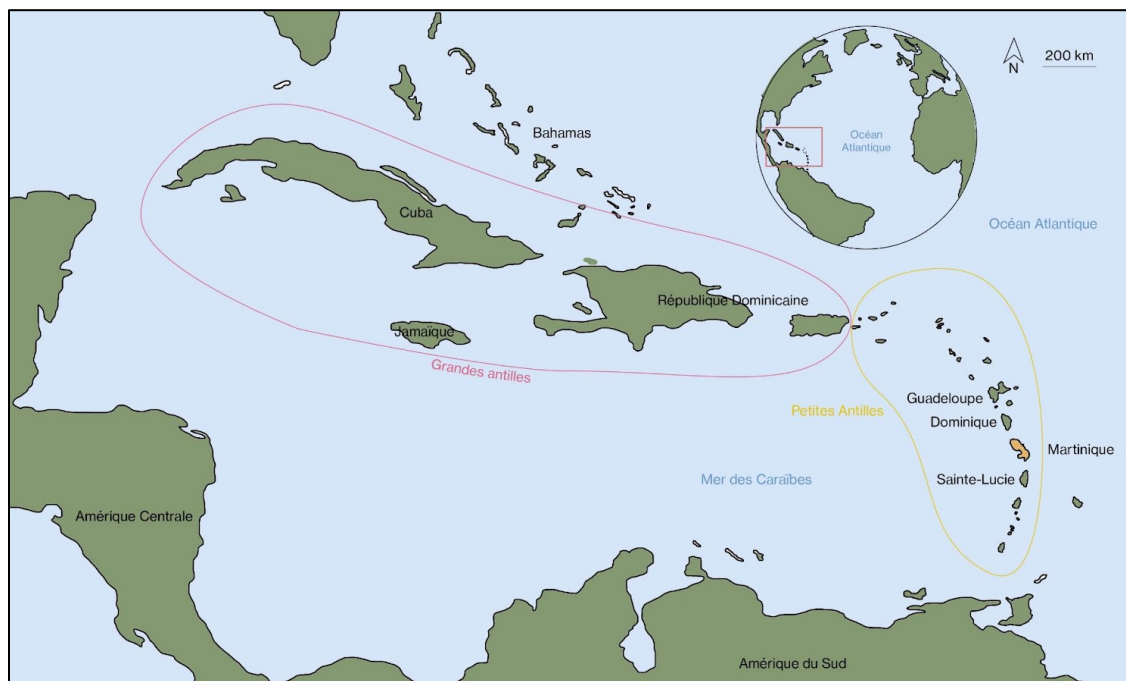 N
200 km
Bahamas
Océan
Atlantique
Cuba
Océan Atlantique
République Dominicaine
Jamaïque
Grandes antilles
Guadeloupe
Petites Antilles
Dominique
Martinique
Mer des Caraïbes
Sainte-Lucie
Amérique Centrale
Amérique du Sud